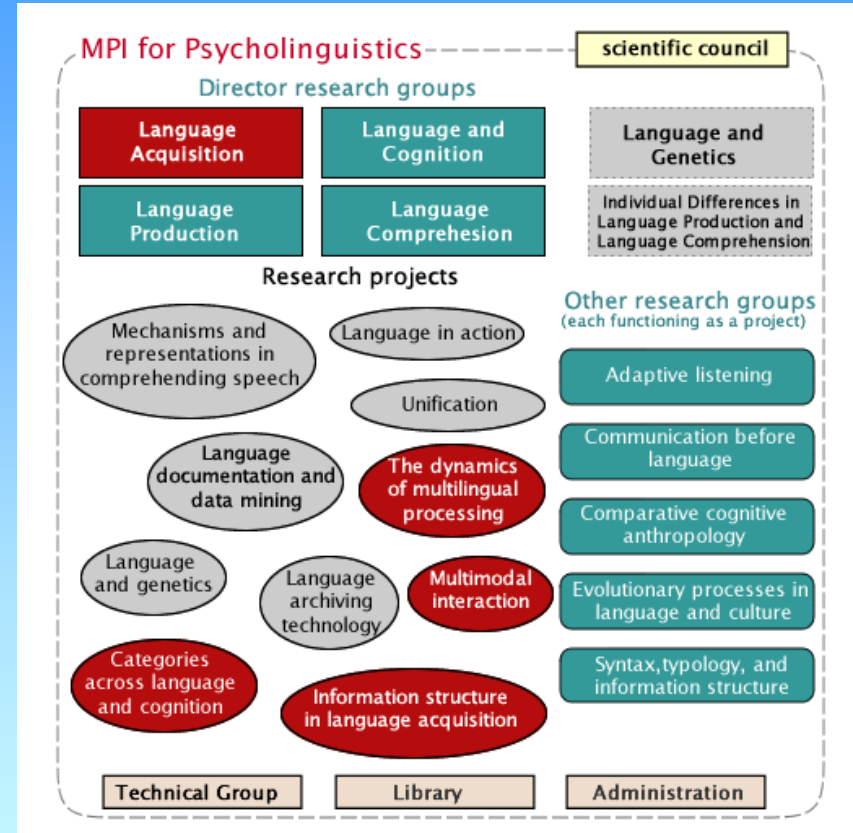 MPI for Psycholinguistics
scientific council
Director research groups
Language
Acquisition
Language and
Cognition
Language and
Genetics
Language
Production
Language
Comprehesion
Individual Differences in
Language Production and
Language Comprehension
Research projects
Mechanisms and
representations in
comprehending speech
Language in action
Unification
Language
documentation and
data mining
The dynamics
of multilingual
processing
Language
and genetics
Language
archiving
technology
Multimodal
interaction
Categories
across language
and cognition
Information structure
in language acquisition
Other research groups
(each functioning as a project)
Adaptive listening
Communication before
language
Comparative cognitive
anthropology
Evolutionary processes in
language and culture
Syntax,typology, and
information structure
Technical Group
Library
Administration